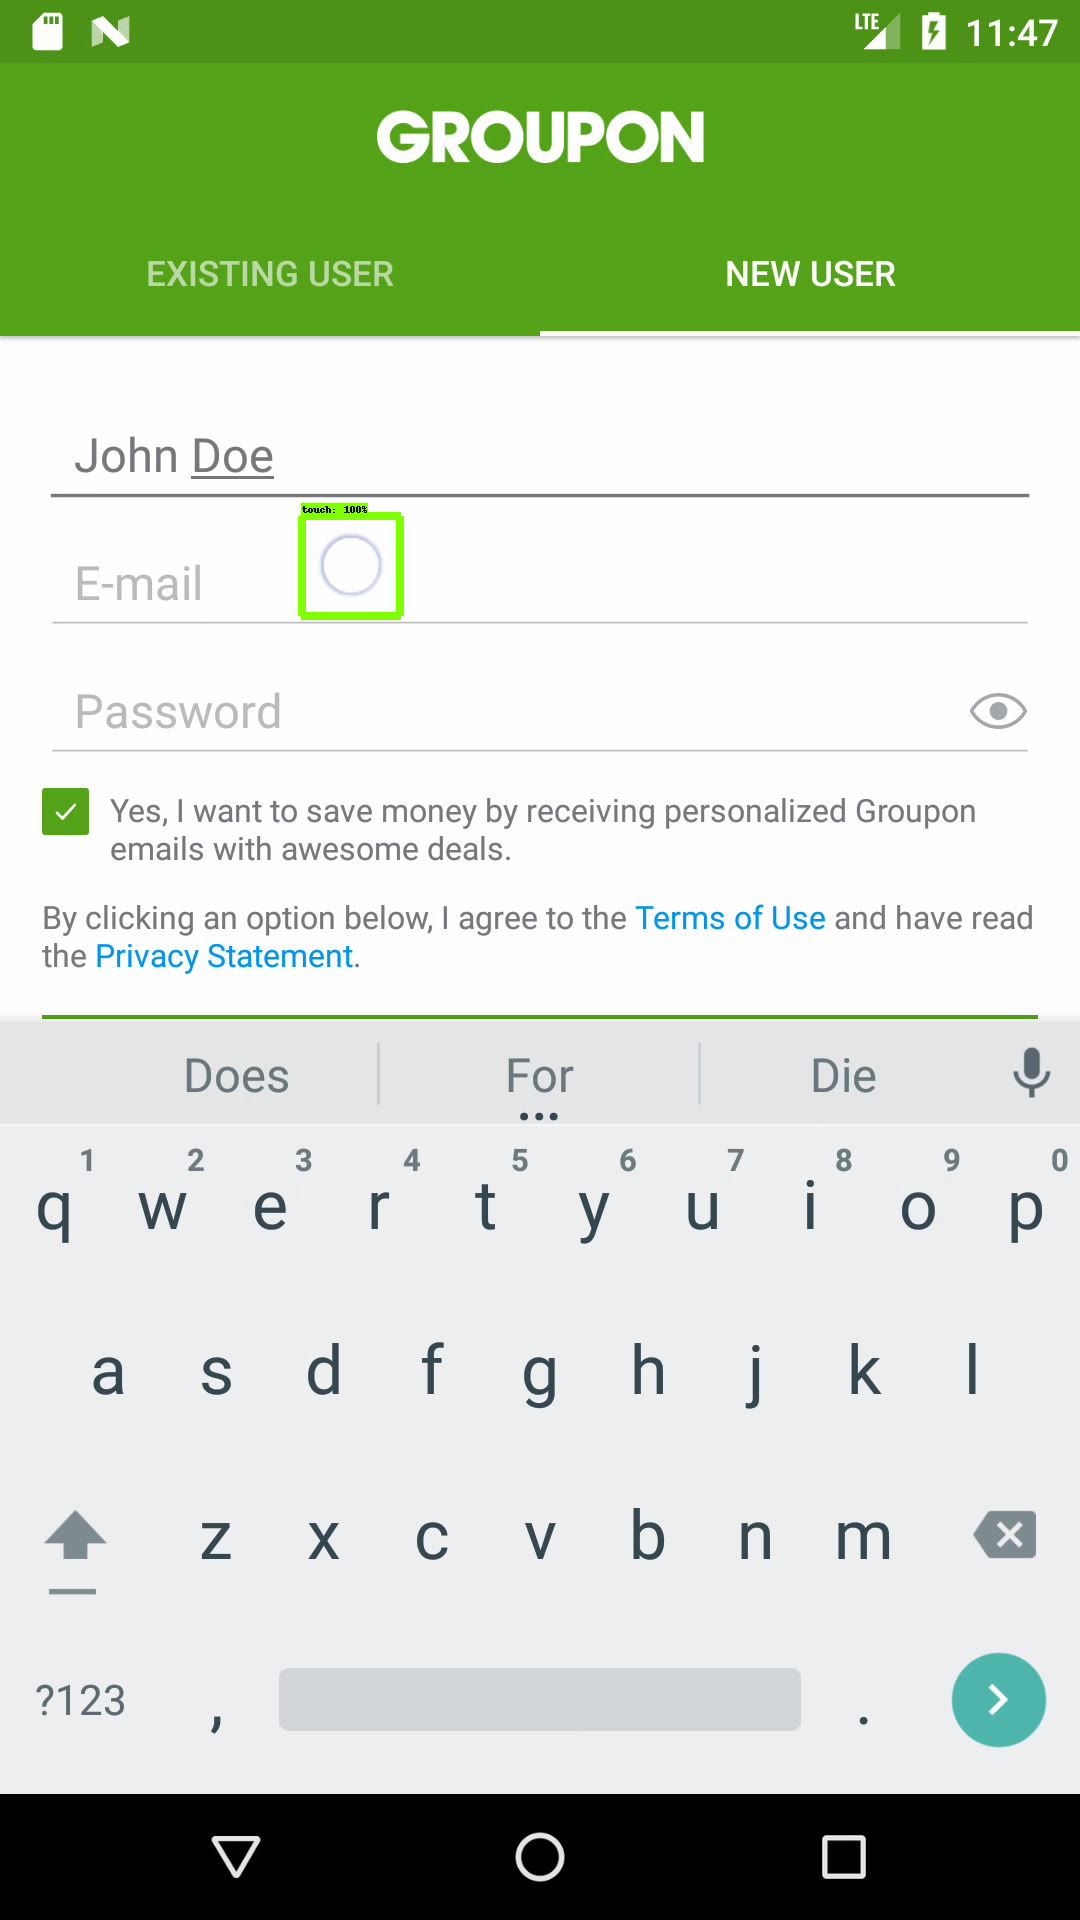 LTE 11:47
GROUPON
EXISTING USER NEW USER
John Doe
touch: 100%
E-mail
Password
Yes, I want to save money by receiving personalized Groupon
emails with awesome deals.
By clicking an option below, I agree to the Terms of Use and have read
the Privacy Statement.
Does For Die
1 2 3 4 5 6 7 8 9 0
q w e r t y u i o p
a s d f g h j k l
z x c v b n m
?123 , .